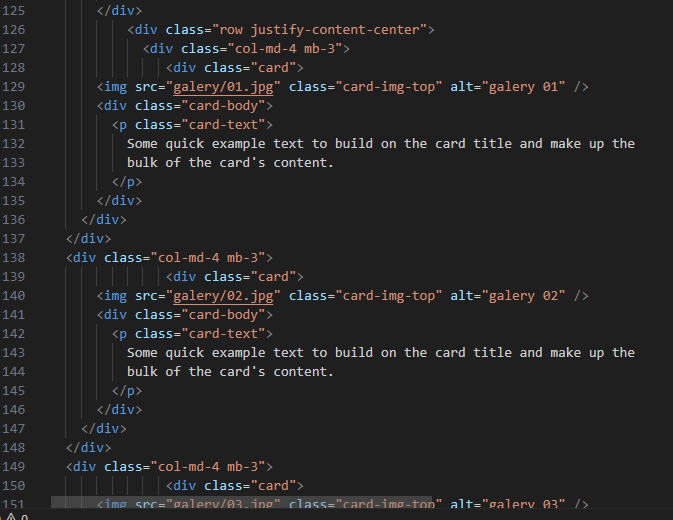 125 </div>
126 <div class="row justify-content-center">
127 <div class="col-md-4 mb-3">
128 <div class="card">
129 <img src="galery/01.jpg" class="card-img-top" alt="galery 01" />
130 <div class="card-body">
131 <p class="card-text">
132 Some quick example text to build on the card title and make up the
133 bulk of the card's content.
134 </p>
135 </div>
136 </div>
137 </div>
138 <div class="col-md-4 mb-3">
139 <div class="card">
140 <img src="galery/02.jpg" class="card-img-top" alt="galery 02" />
141 <div class="card-body">
142 <p class="card-text">
143 Some quick example text to build on the card title and make up the
144 bulk of the card's content.
145 </p>
146 </div>
147 </div>
148 </div>
149 <div class="col-md-4 mb-3">
150 <div class="card">
151 <img src="galery/03.jpg" class="card-img-top" alt="galery 03" />